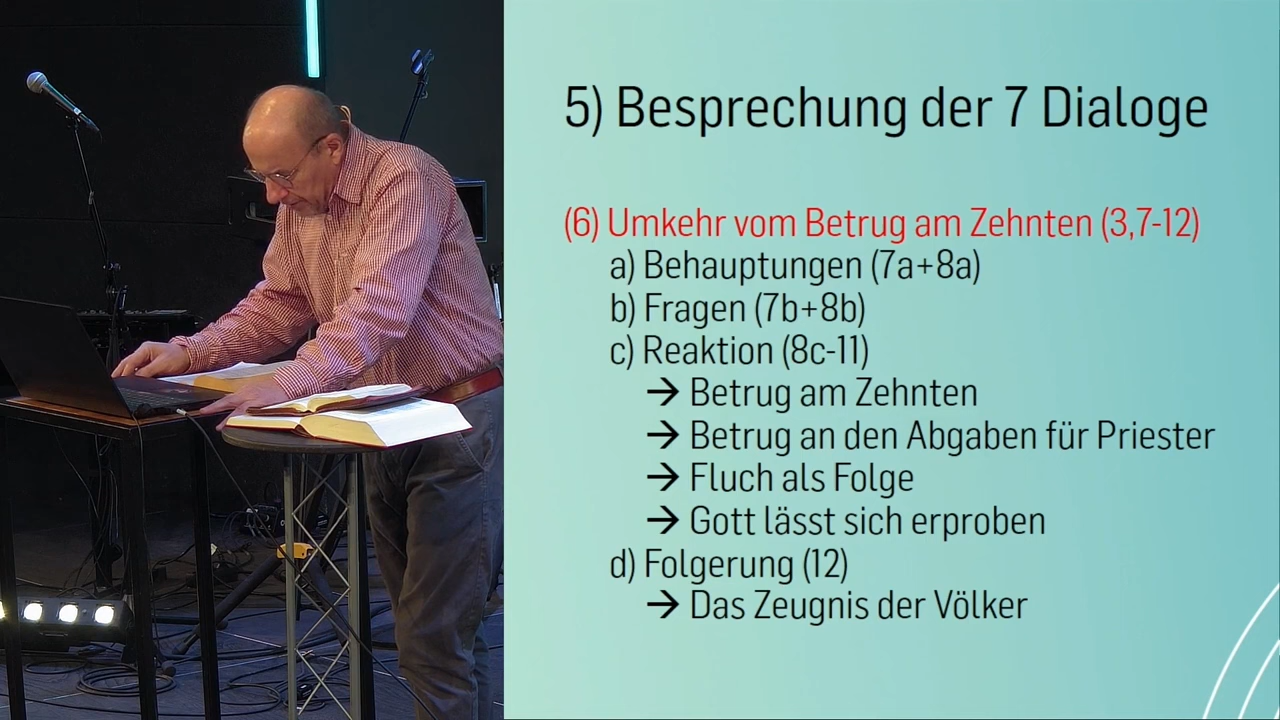 5) Besprechung der 7 Dialoge
(6) Umkehr vom Betrug am Zehnten (3,7-12)
a) Behauptungen (7a+8a)
b) Fragen (7b+8b)
c) Reaktion (8c-11)
→ Betrug am Zehnten
→ Betrug an den Abgaben für Priester
→ Fluch als Folge
→ Gott lässt sich erproben
d) Folgerung (12)
→ Das Zeugnis der Völker